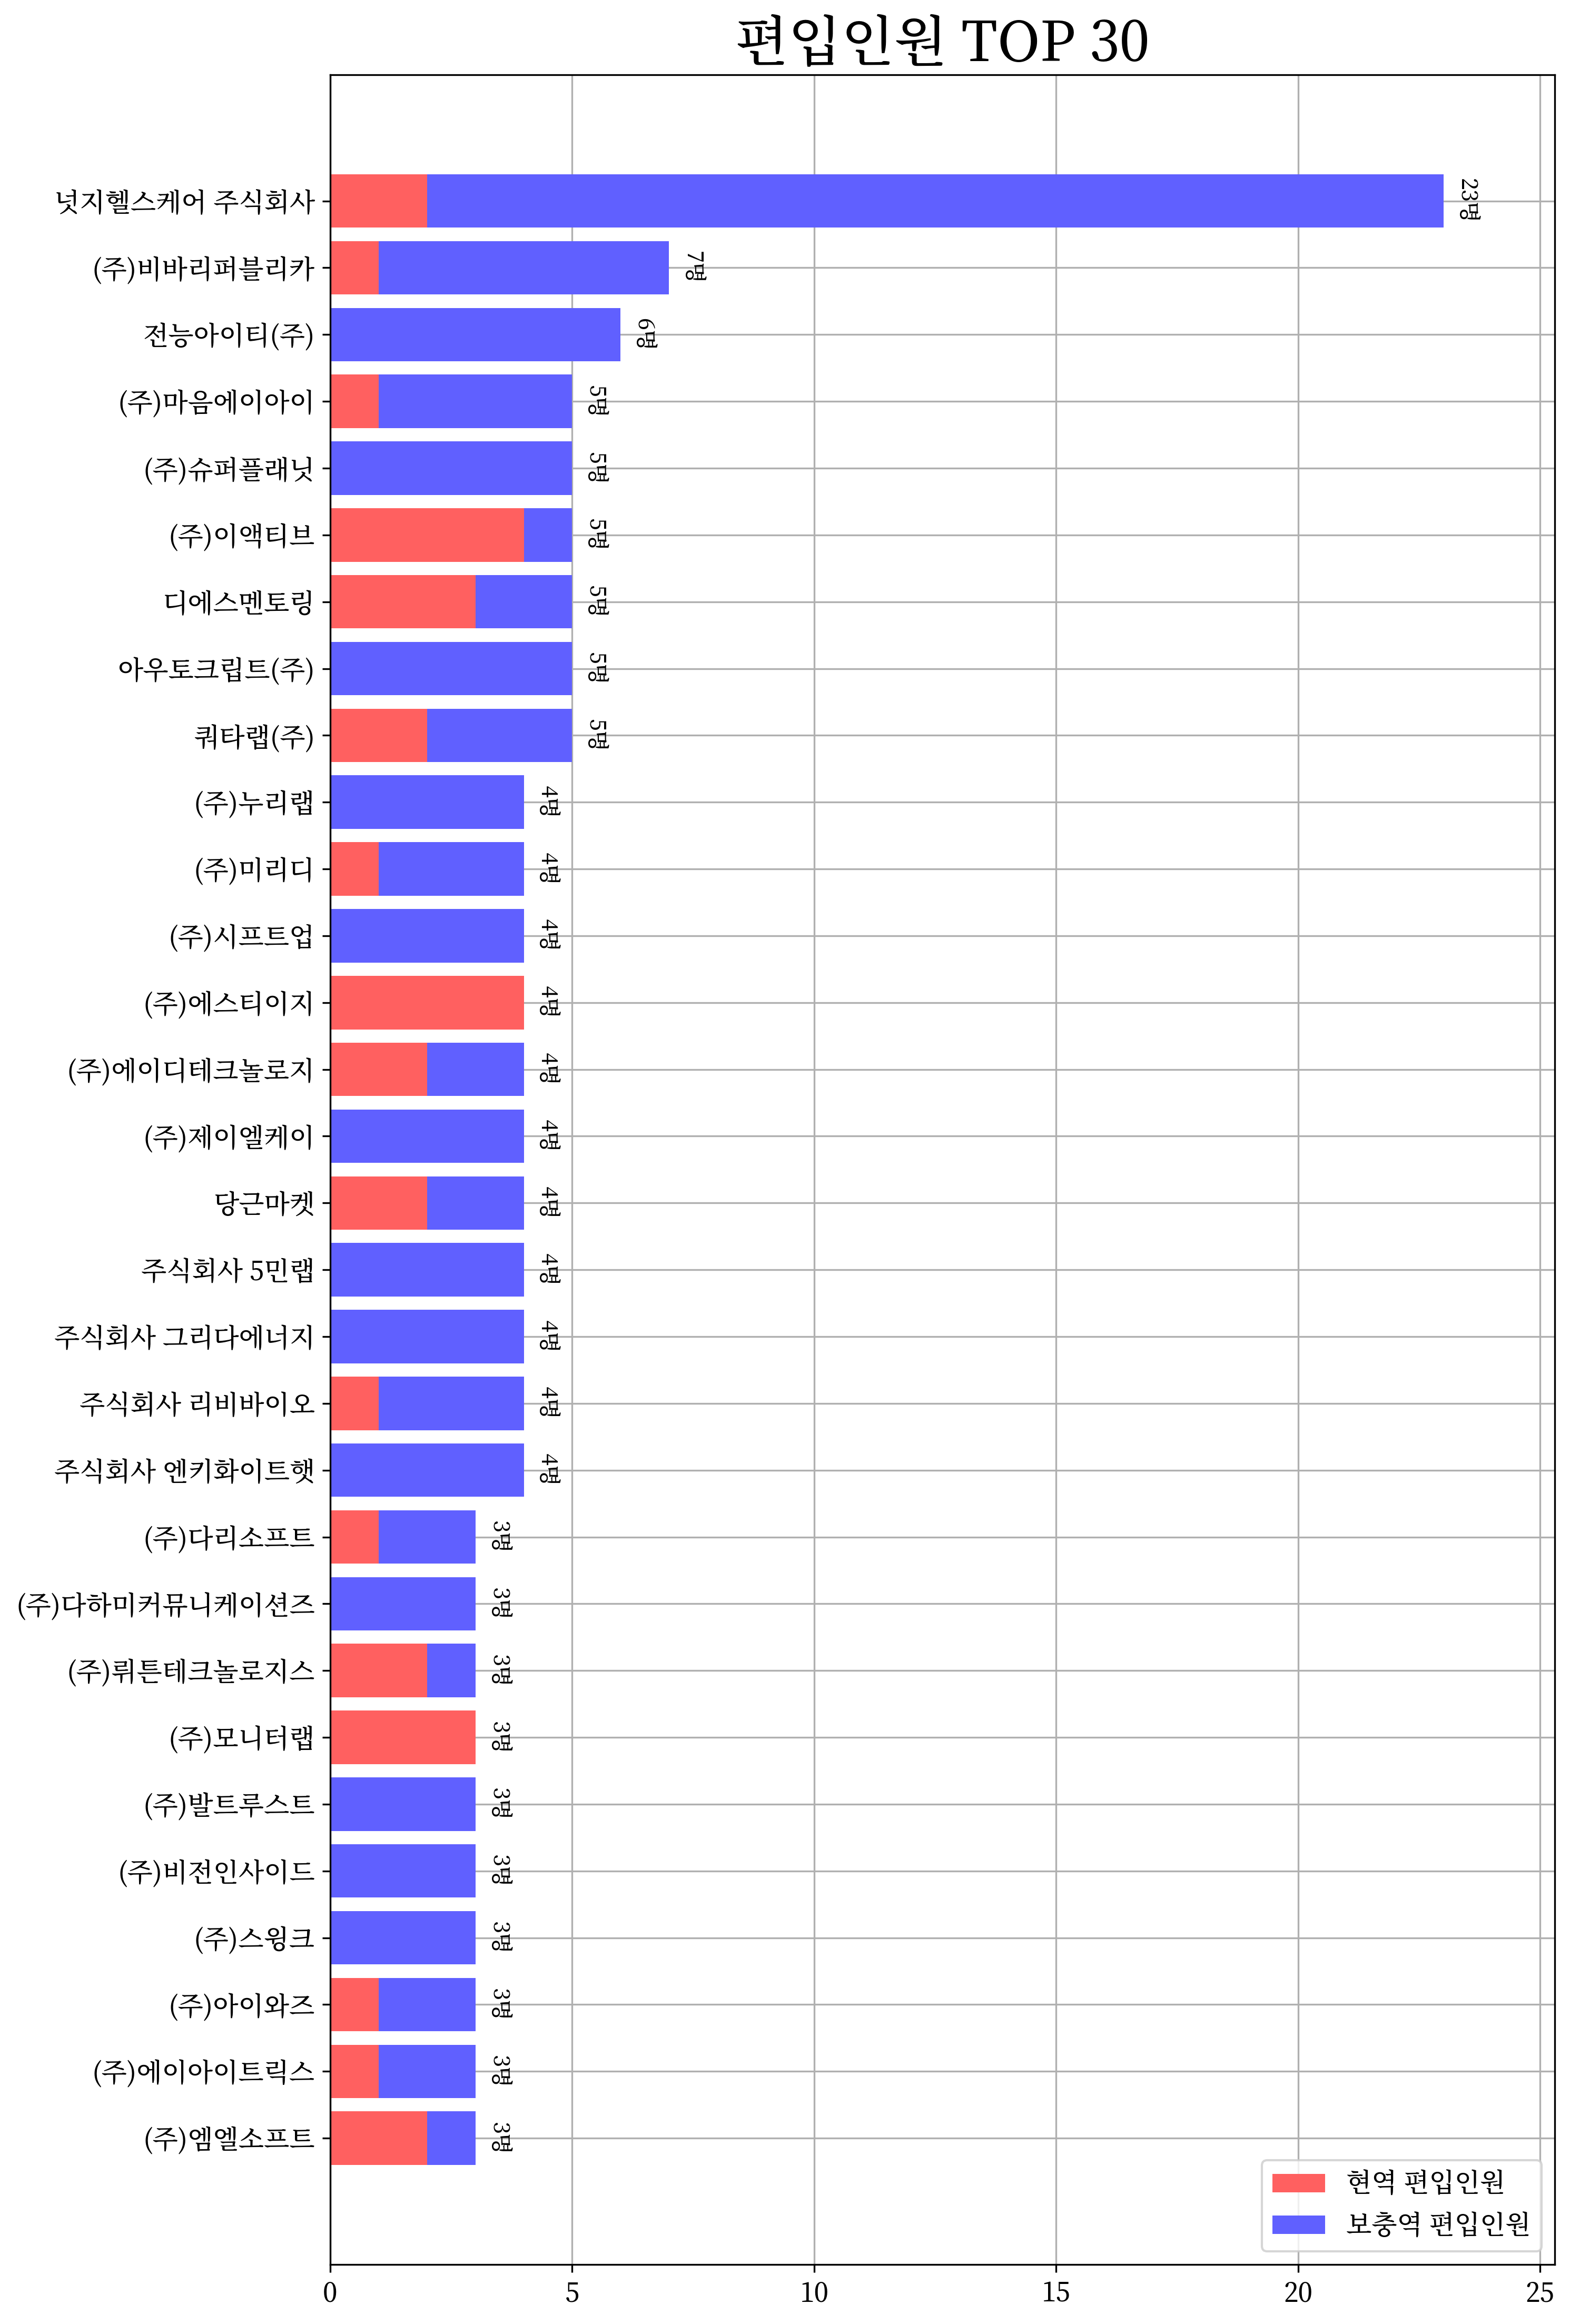 편입인원 TOP 30
넛지헬스케어 주식회사 23명
(주)비바리퍼블리카 7명
전능아이티(주) 6명
(주)마음에이아이 5명
(주)슈퍼플래닛 5명
(주)이액티브 5명
디에스멘토링 5명
아우토크립트(주) 5명
쿼타랩(주) 5명
(주)누리랩 4명
(주)미리디 4명
(주)시프트업 4명
(주)에스티이지 4명
(주)에이디테크놀로지 4명
(주)제이엘케이 4명
당근마켓 4명
주식회사 5민랩 4명
주식회사 그리다에너지 4명
주식회사 리비바이오 4명
주식회사 엔키화이트햇 4명
(주)다리소프트 3명
(주)다하미커뮤니케이션즈 3명
(주)뤼튼테크놀로지스 3명
(주)모니터랩 3명
(주)발트루스트 3명
(주)비전인사이드 3명
(주)스윙크 3명
(주)아이와즈 3명
(주)에이아이트릭스 3명
(주)엠엘소프트 3명
현역 편입인원
보충역 편입인원
0 5 10 15 20 25